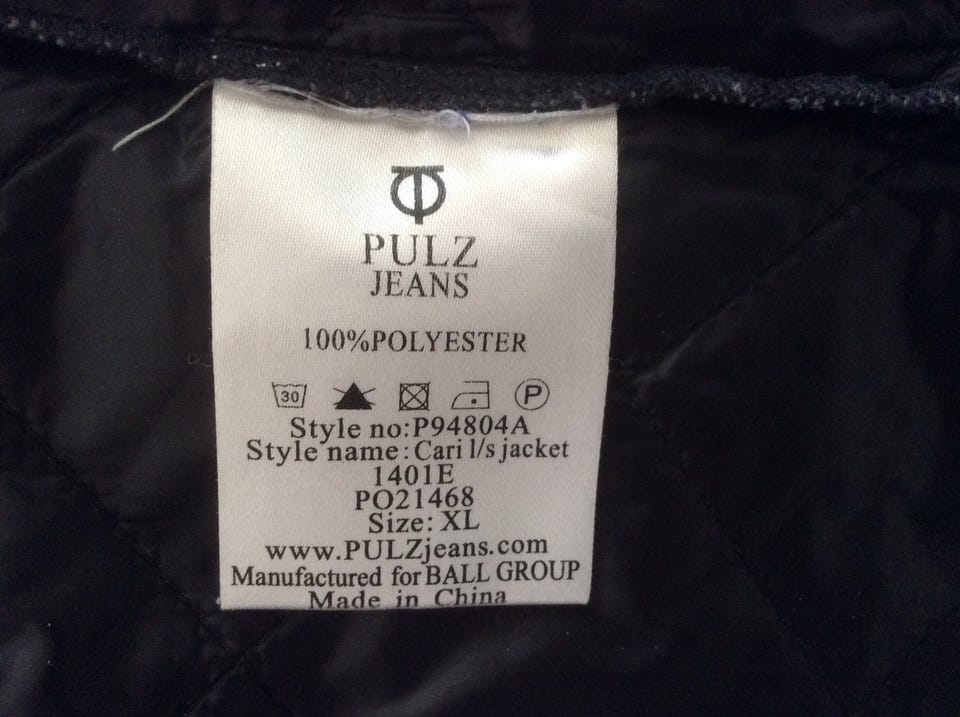 PULZ
JEANS
100%POLYESTER
30 P
Style no:P94804A
Style name:Cari l/s jacket
1401E
PO21468
Size: XL
www.PULZjeans.com
Manufactured for BALL GROUP
Made in China